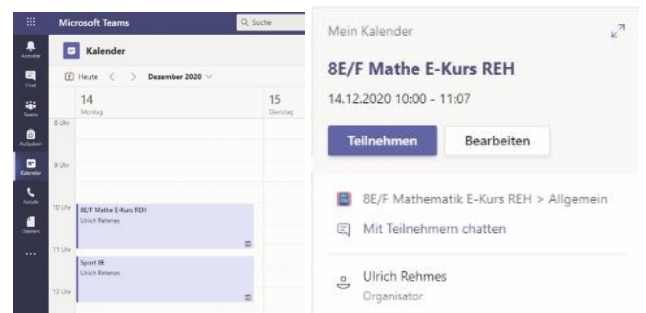 Microsoft Teams
Suche
Aktivität
Kalender
Chat
Heute
Dezember 2020
Teams
14
Montag
15
Dienstag
Aufgaben
8 Uhr
Kalender
9 Uhr
Anrufe
10 Uhr
8E/F Mathe E-Kurs REH
Ulrich Rehmes
Dateien
11 Uhr
Sport 8E
Ulrich Rehmes
12 Uhr
Mein Kalender
8E/F Mathe E-Kurs REH
14.12.2020 10:00 - 11:07
Teilnehmen
Bearbeiten
8E/F Mathematik E-Kurs REH > Allgemein
Mit Teilnehmern chatten
Ulrich Rehmes
Organisator